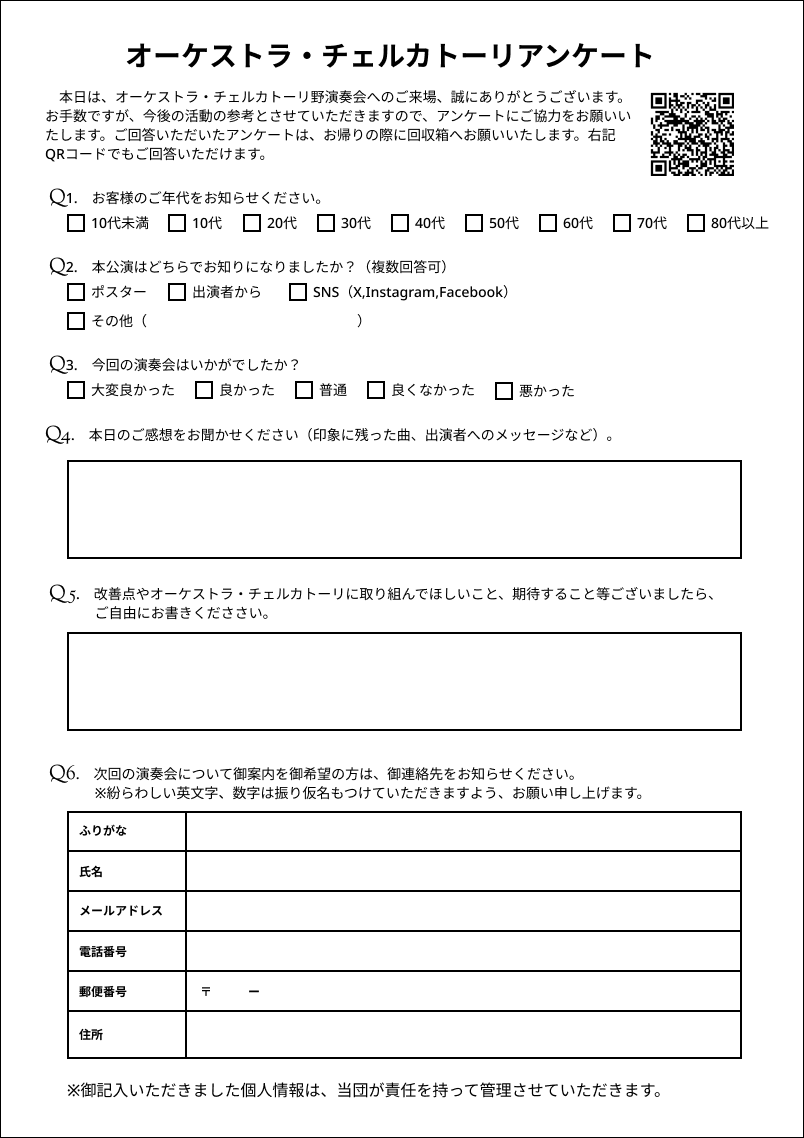 オーケストラ・チェルカトーリアンケート
本日は、オーケストラ・チェルカトーリ野演奏会へのご来場、誠にありがとうございます。
お手数ですが、今後の活動の参考とさせていただきますので、アンケートにご協力をお願いい
たします。ご回答いただいたアンケートは、お帰りの際に回収箱へお願いいたします。右記
QRコードでもご回答いただけます。
Q1. お客様のご年代をお知らせください。
10代未満 10代 20代 30代 40代 50代 60代 70代 80代以上
Q2. 本公演はどちらでお知りになりましたか？（複数回答可）
ポスター 出演者から SNS（X,Instagram,Facebook）
その他（ ）
Q3. 今回の演奏会はいかがでしたか？
大変良かった 良かった 普通 良くなかった 悪かった
Q4. 本日のご感想をお聞かせください（印象に残った曲、出演者へのメッセージなど）。
Q5. 改善点やオーケストラ・チェルカトーリに取り組んでほしいこと、期待すること等ございましたら、
ご自由にお書きくだささい。
Q6. 次回の演奏会について御案内を御希望の方は、御連絡先をお知らせください。
※紛らわしい英文字、数字は振り仮名もつけていただきますよう、お願い申し上げます。
ふりがな
氏名
メールアドレス
電話番号
郵便番号 〒 ー
住所
※御記入いただきました個人情報は、当団が責任を持って管理させていただきます。